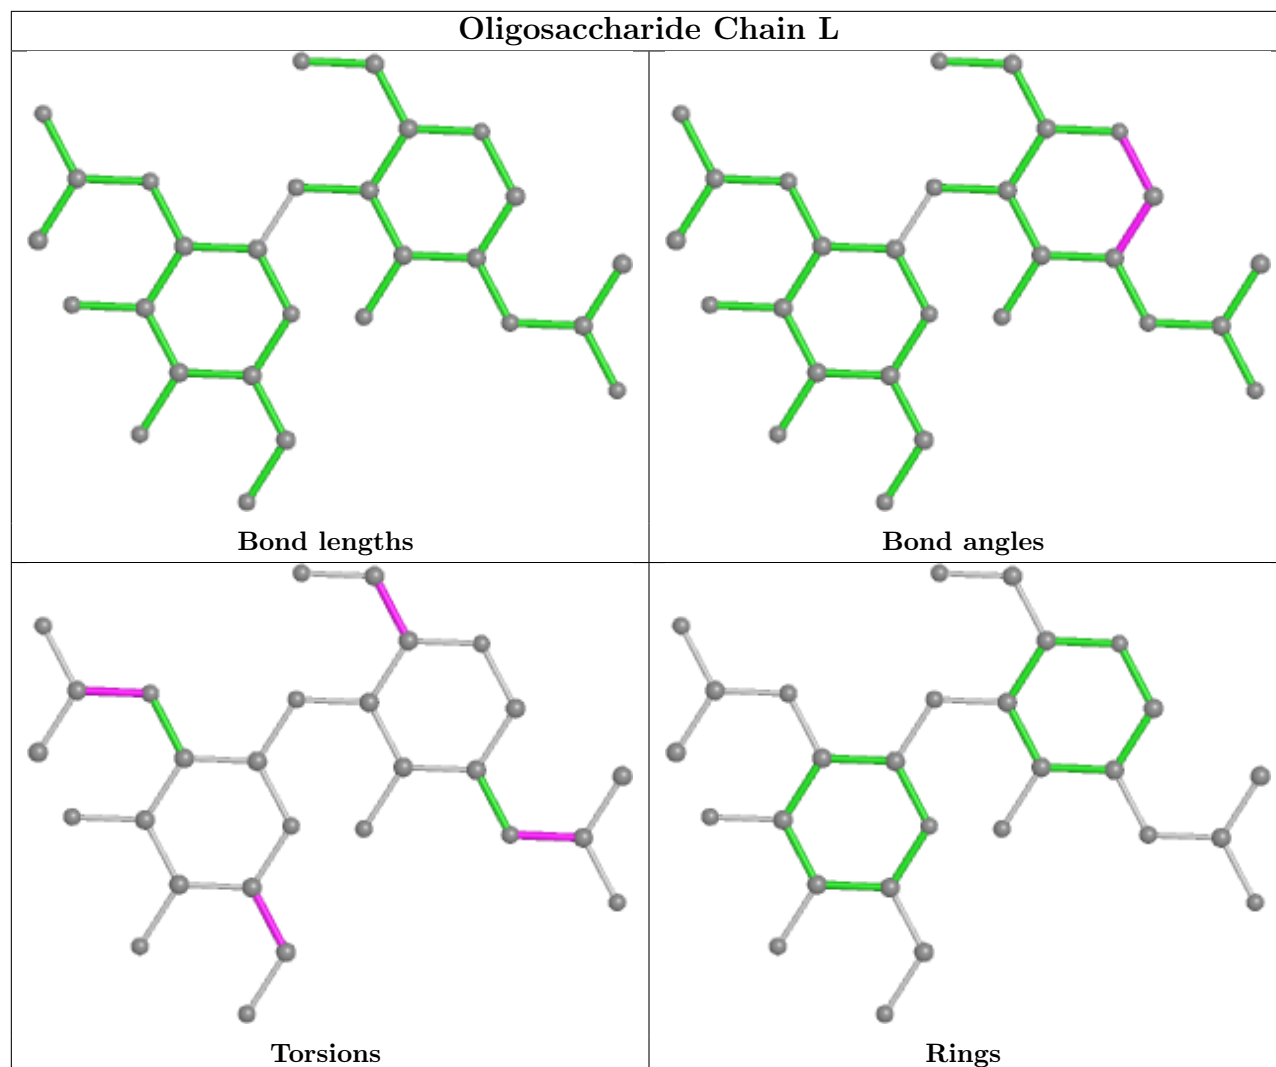 Oligosaccharide Chain L
Bond lengths
Bond angles
Torsions
Rings